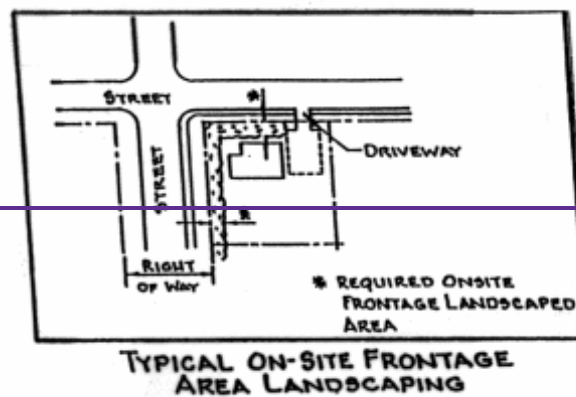 STREET
*
DRIVEWAY
STREET
*
RIGHT
OF WAY
* REQUIRED ONSITE
FRONTAGE LANDSCAPED
AREA
TYPICAL ON-SITE FRONTAGE
AREA LANDSCAPING